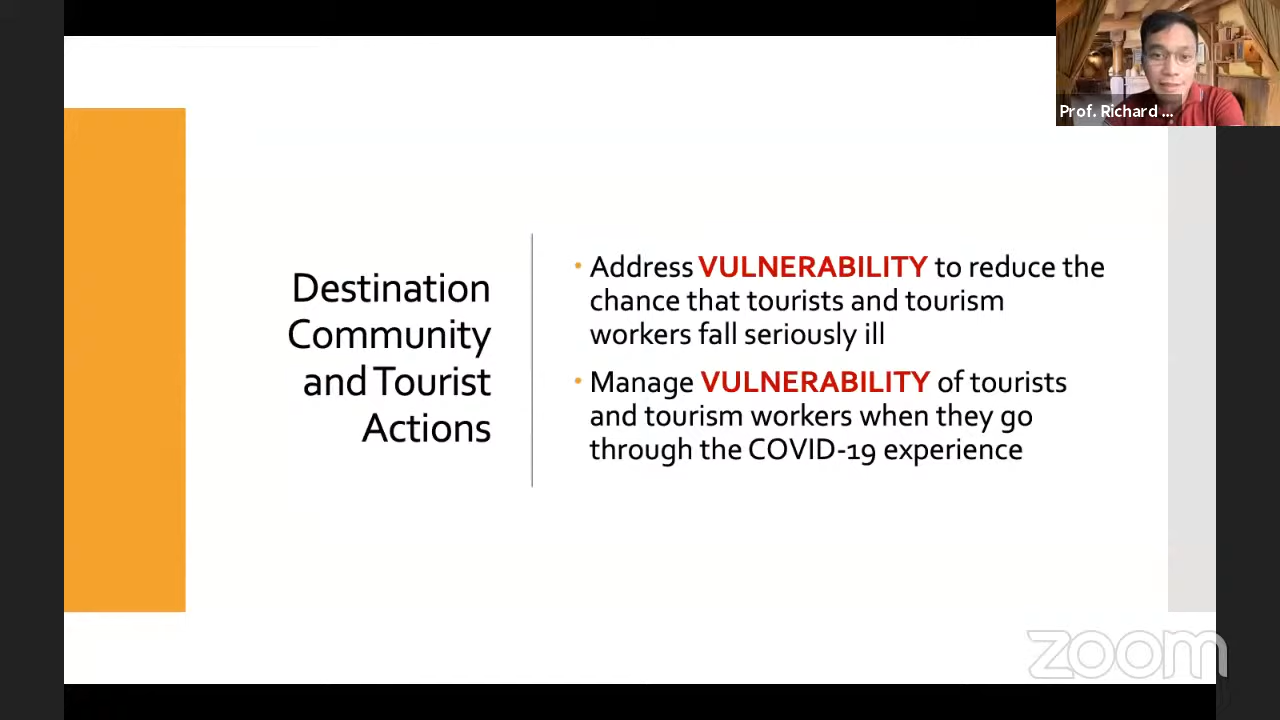 Prof. Richard ...
Destination
Community
and Tourist
Actions
• Address VULNERABILITY to reduce the
chance that tourists and tourism
workers fall seriously ill
• Manage VULNERABILITY of tourists
and tourism workers when they go
through the COVID-19 experience
zoom